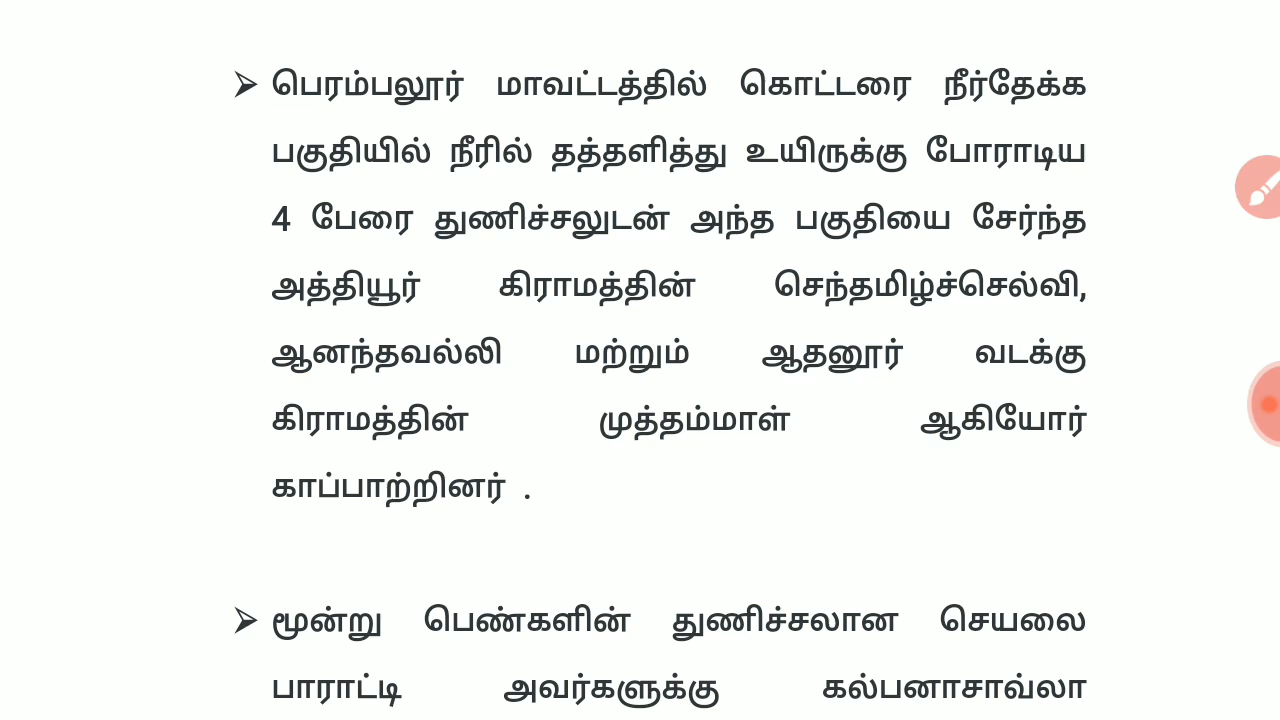 ➢ பெரம்பலூர் மாவட்டத்தில் கொட்டரை நீர்தேக்க
பகுதியில் நீரில் தத்தளித்து உயிருக்கு போராடிய
4 பேரை துணிச்சலுடன் அந்த பகுதியை சேர்ந்த
அத்தியூர் கிராமத்தின் செந்தமிழ்ச்செல்வி,
ஆனந்தவல்லி மற்றும் ஆதனூர் வடக்கு
கிராமத்தின் முத்தம்மாள் ஆகியோர்
காப்பாற்றினர் .
➢ மூன்று பெண்களின் துணிச்சலான செயலை
பாராட்டி அவர்களுக்கு கல்பனாசாவ்லா